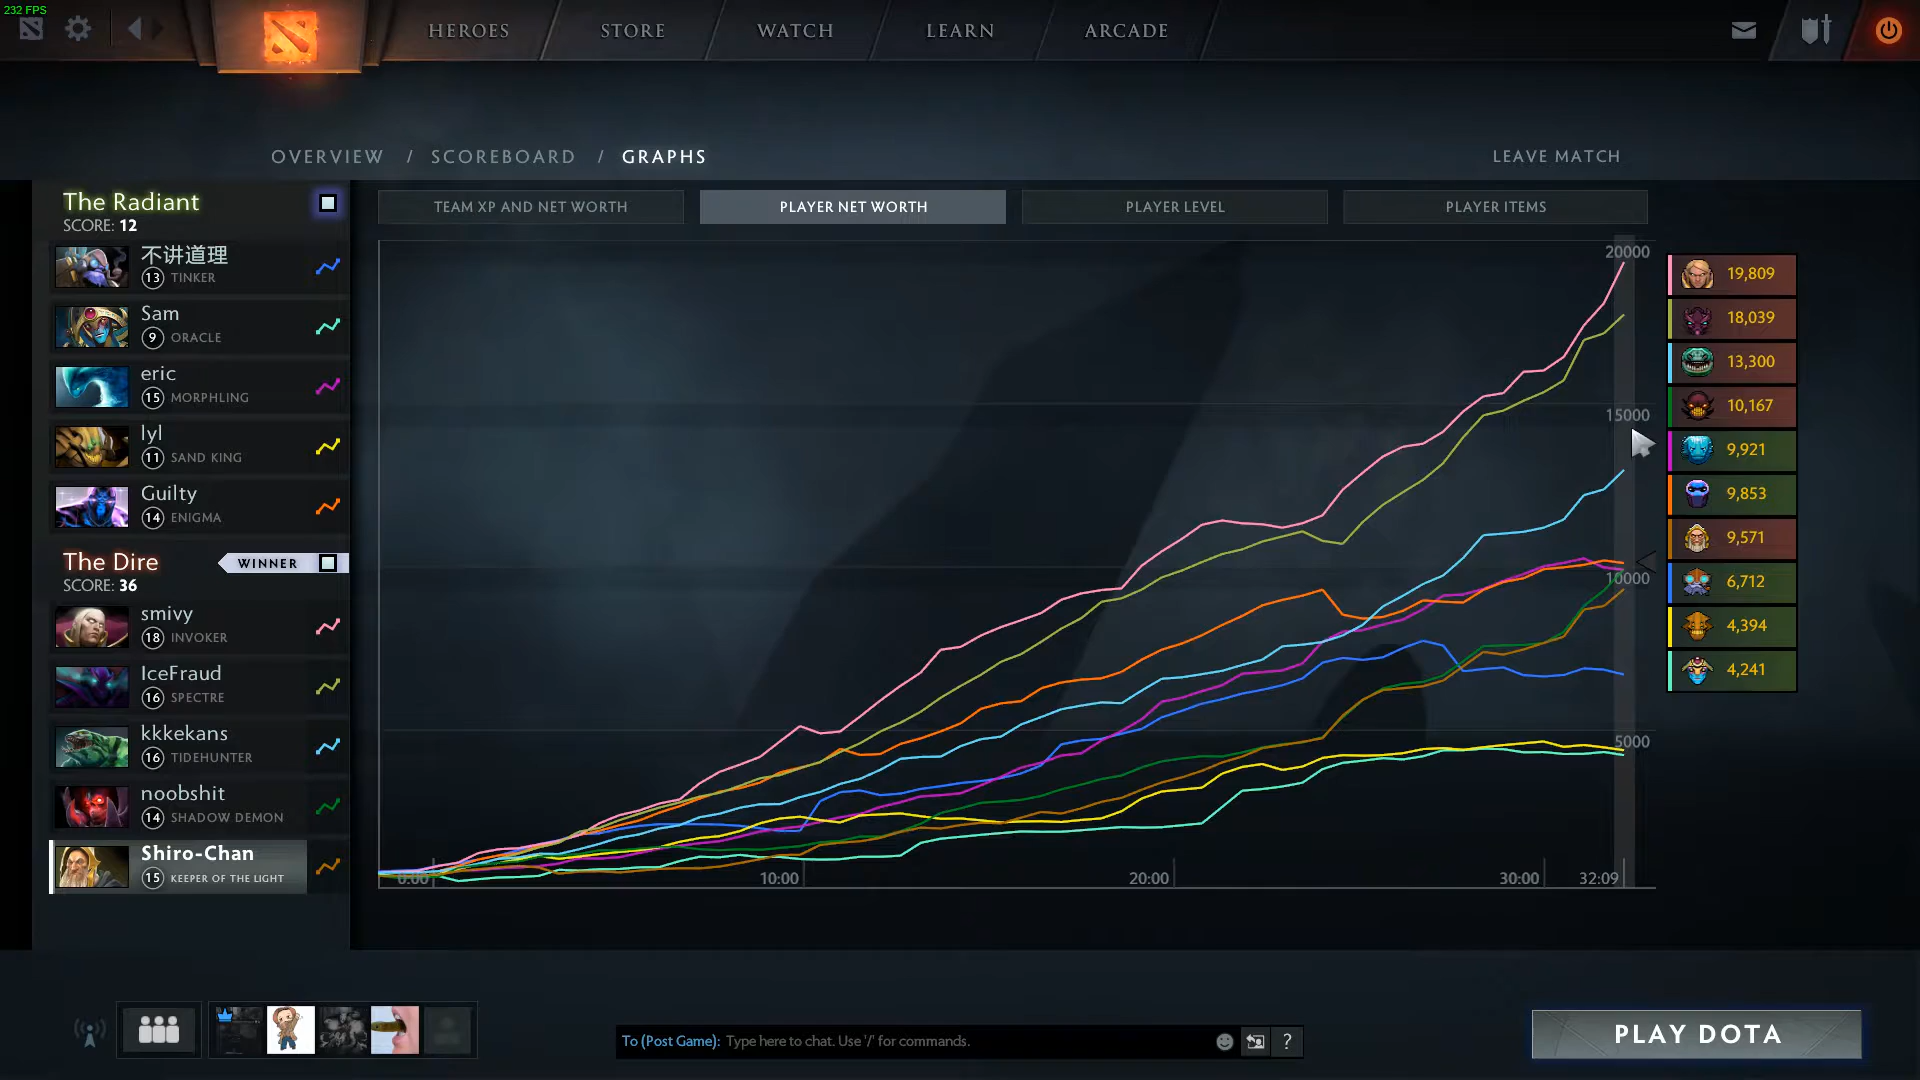 232 FPS
HEROES
STORE
WATCH
LEARN
ARCADE
OVERVIEW / SCOREBOARD / GRAPHS
LEAVE MATCH
The Radiant
SCORE: 12
不讲道理
13 TINKER
Sam
9 ORACLE
eric
15 MORPHLING
lyl
11 SAND KING
Guilty
14 ENIGMA
The Dire
WINNER
SCORE: 36
smivy
18 INVOKER
IceFraud
16 SPECTRE
kkkekans
16 TIDEHUNTER
noobshit
14 SHADOW DEMON
Shiro-Chan
15 KEEPER OF THE LIGHT
TEAM XP AND NET WORTH
PLAYER NET WORTH
PLAYER LEVEL
PLAYER ITEMS
20000
15000
10000
5000
0:00
10:00
20:00
30:00
32:09
19,809
18,039
13,300
10,167
9,921
9,853
9,571
6,712
4,394
4,241
To (Post Game): Type here to chat. Use '/' for commands.
?
PLAY DOTA